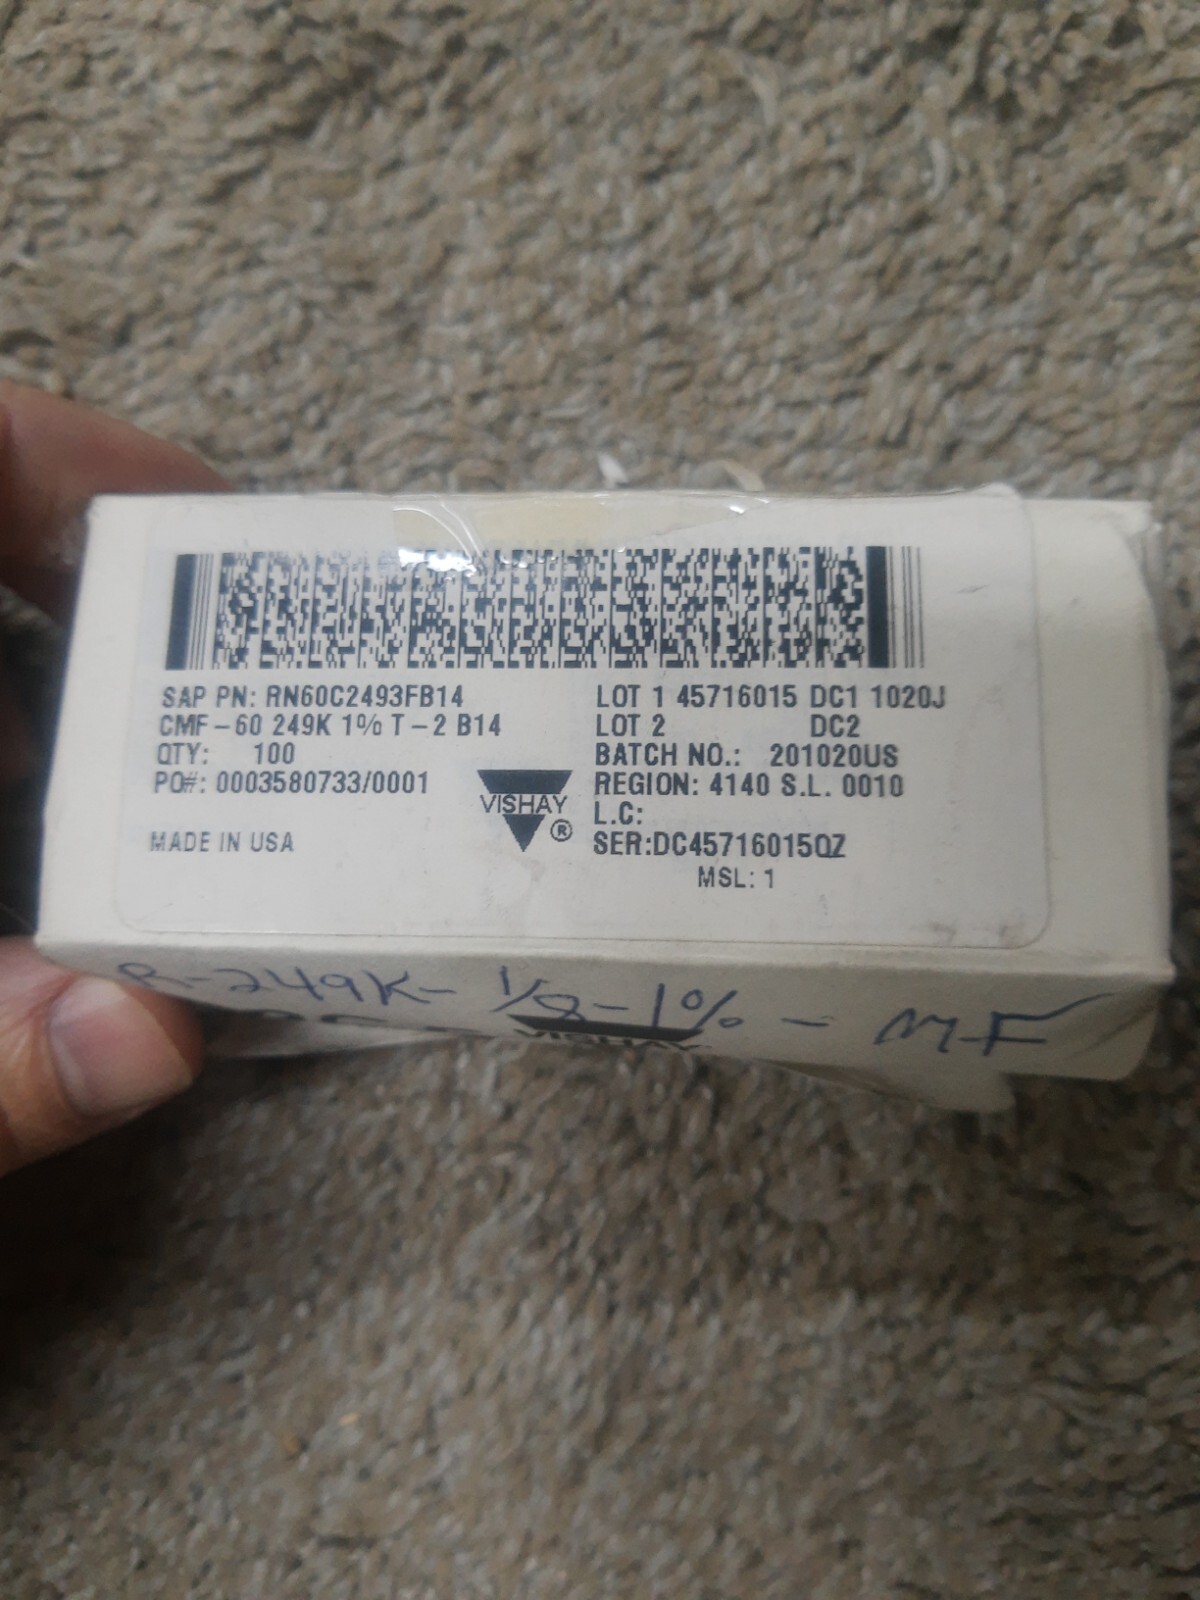 SAP PN: RN60C2493FB14
CMF-60 249K 1% T-2 B14
QTY: 100
PO#: 0003580733/0001
MADE IN USA
VISHAY
®
LOT 1 45716015 DC1 1020J
LOT 2 DC2
BATCH NO.: 201020US
REGION: 4140 S.L. 0010
L.C:
SER:DC45716015QZ
MSL: 1
R-249K- 1/8-1% - MF
VISHAY